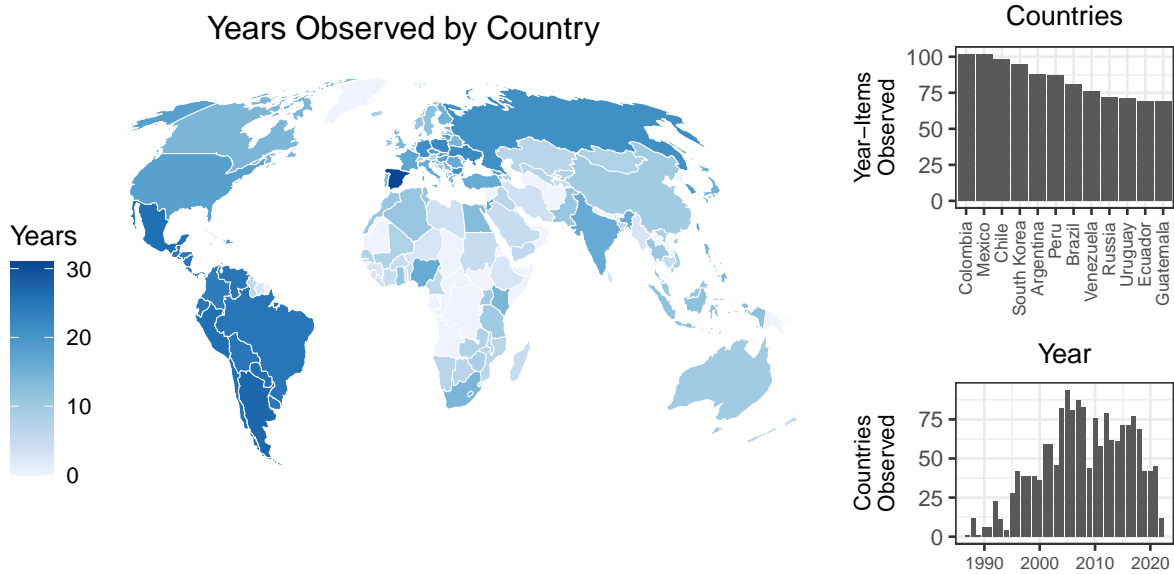 Years Observed by Country
Years
30
20
10
0
Countries
Year−Items
Observed
100
75
50
25
0
Colombia
Mexico
Chile
South Korea
Argentina
Peru
Brazil
Venezuela
Russia
Uruguay
Ecuador
Guatemala
Year
Countries
Observed
75
50
25
0
1990
2000
2010
2020